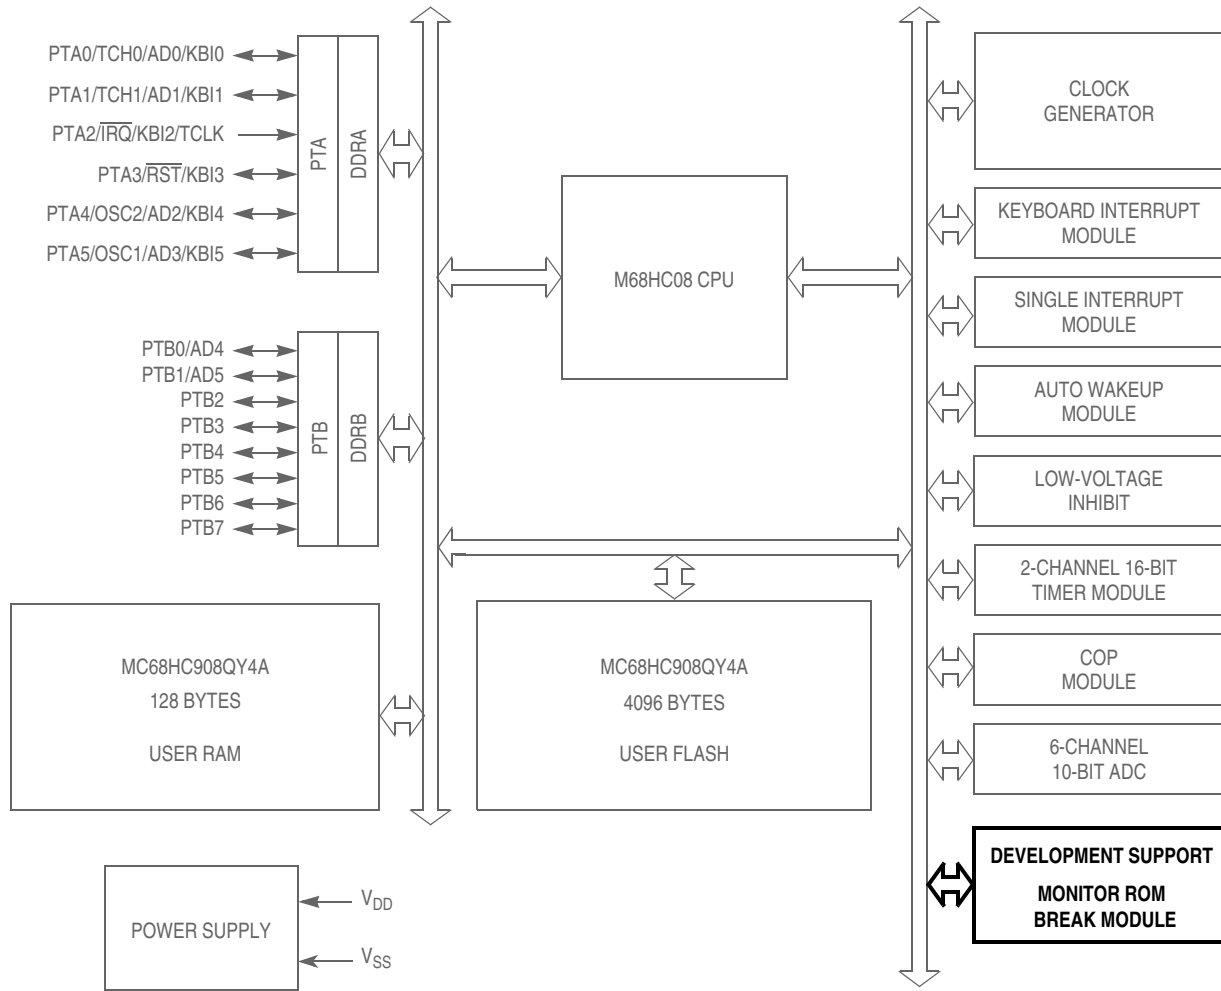 PTA0/TCH0/AD0/KBI0
PTA1/TCH1/AD1/KBI1
PTA2/IRQ/KBI2/TCLK
PTA3/RST/KBI3
PTA4/OSC2/AD2/KBI4
PTA5/OSC1/AD3/KBI5
PTA
DDRA
PTB0/AD4
PTB1/AD5
PTB2
PTB3
PTB4
PTB5
PTB6
PTB7
PTB
DDRB
M68HC08 CPU
MC68HC908QY4A
128 BYTES
USER RAM
MC68HC908QY4A
4096 BYTES
USER FLASH
POWER SUPPLY
VDD
VSS
CLOCK
GENERATOR
KEYBOARD INTERRUPT
MODULE
SINGLE INTERRUPT
MODULE
AUTO WAKEUP
MODULE
LOW-VOLTAGE
INHIBIT
2-CHANNEL 16-BIT
TIMER MODULE
COP
MODULE
6-CHANNEL
10-BIT ADC
DEVELOPMENT SUPPORT
MONITOR ROM
BREAK MODULE